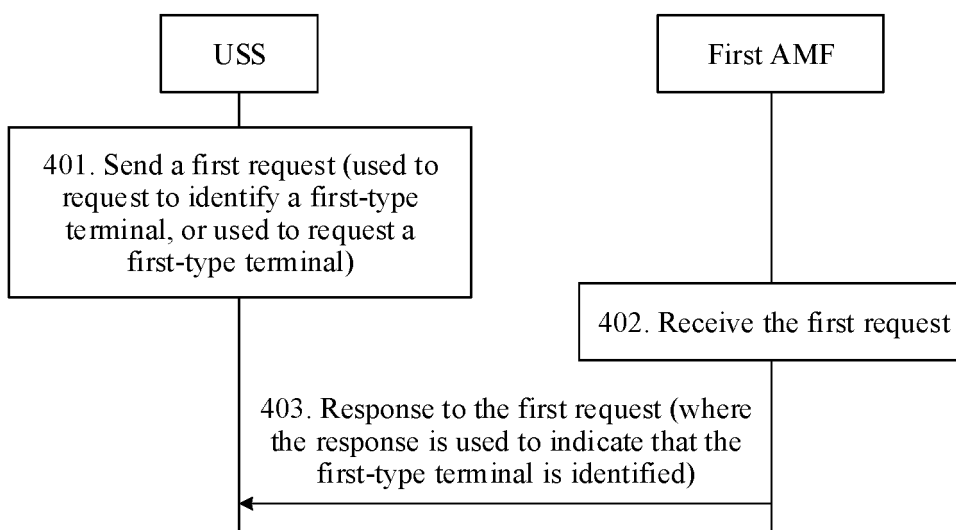 USS
First AMF
401. Send a first request (used to
request to identify a first-type
terminal, or used to request a
first-type terminal)
402. Receive the first request
403. Response to the first request (where
the response is used to indicate that the
first-type terminal is identified)